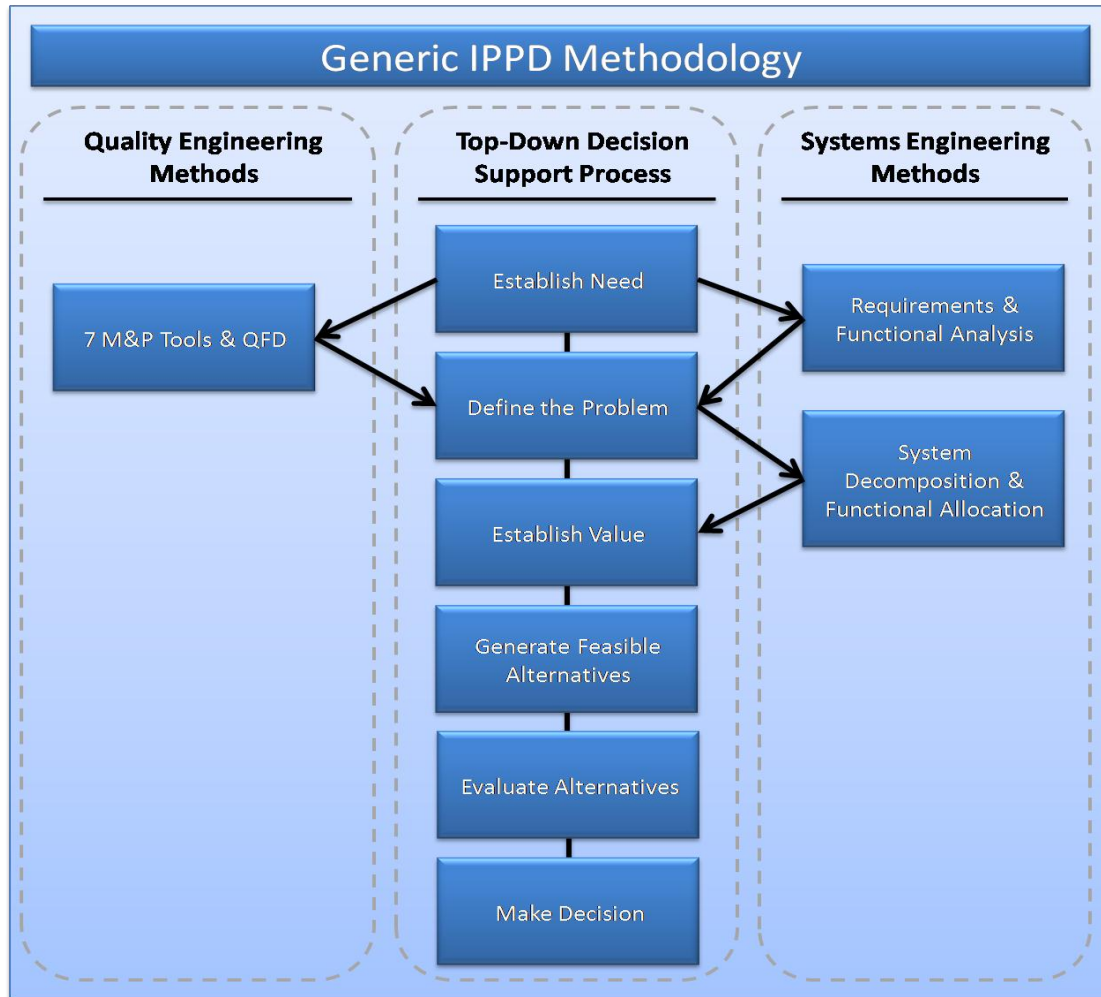 Generic IPPD Methodology
Quality Engineering
Methods
Top-Down Decision
Support Process
Systems Engineering
Methods
7 M&P Tools & QFD
Establish Need
Define the Problem
Establish Value
Generate Feasible
Alternatives
Evaluate Alternatives
Make Decision
Requirements &
Functional Analysis
System
Decomposition &
Functional Allocation